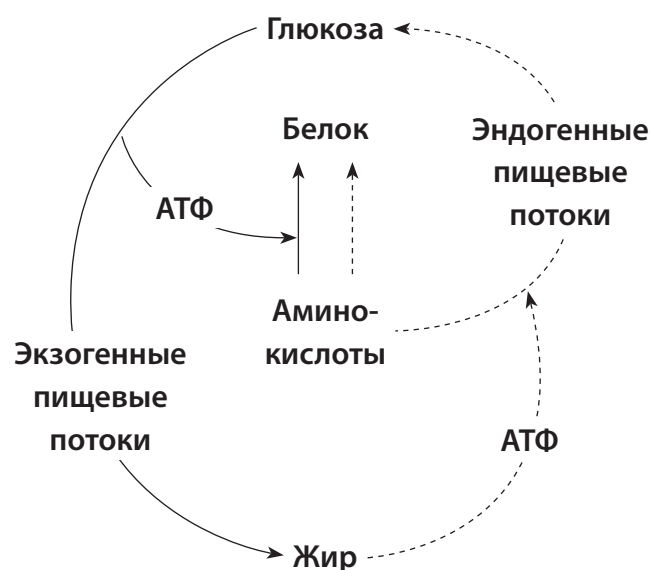 Глюкоза
Белок
Эндогенные
пищевые
потоки
АТФ
Амино-
кислоты
Экзогенные
пищевые
потоки
АТФ
Жир